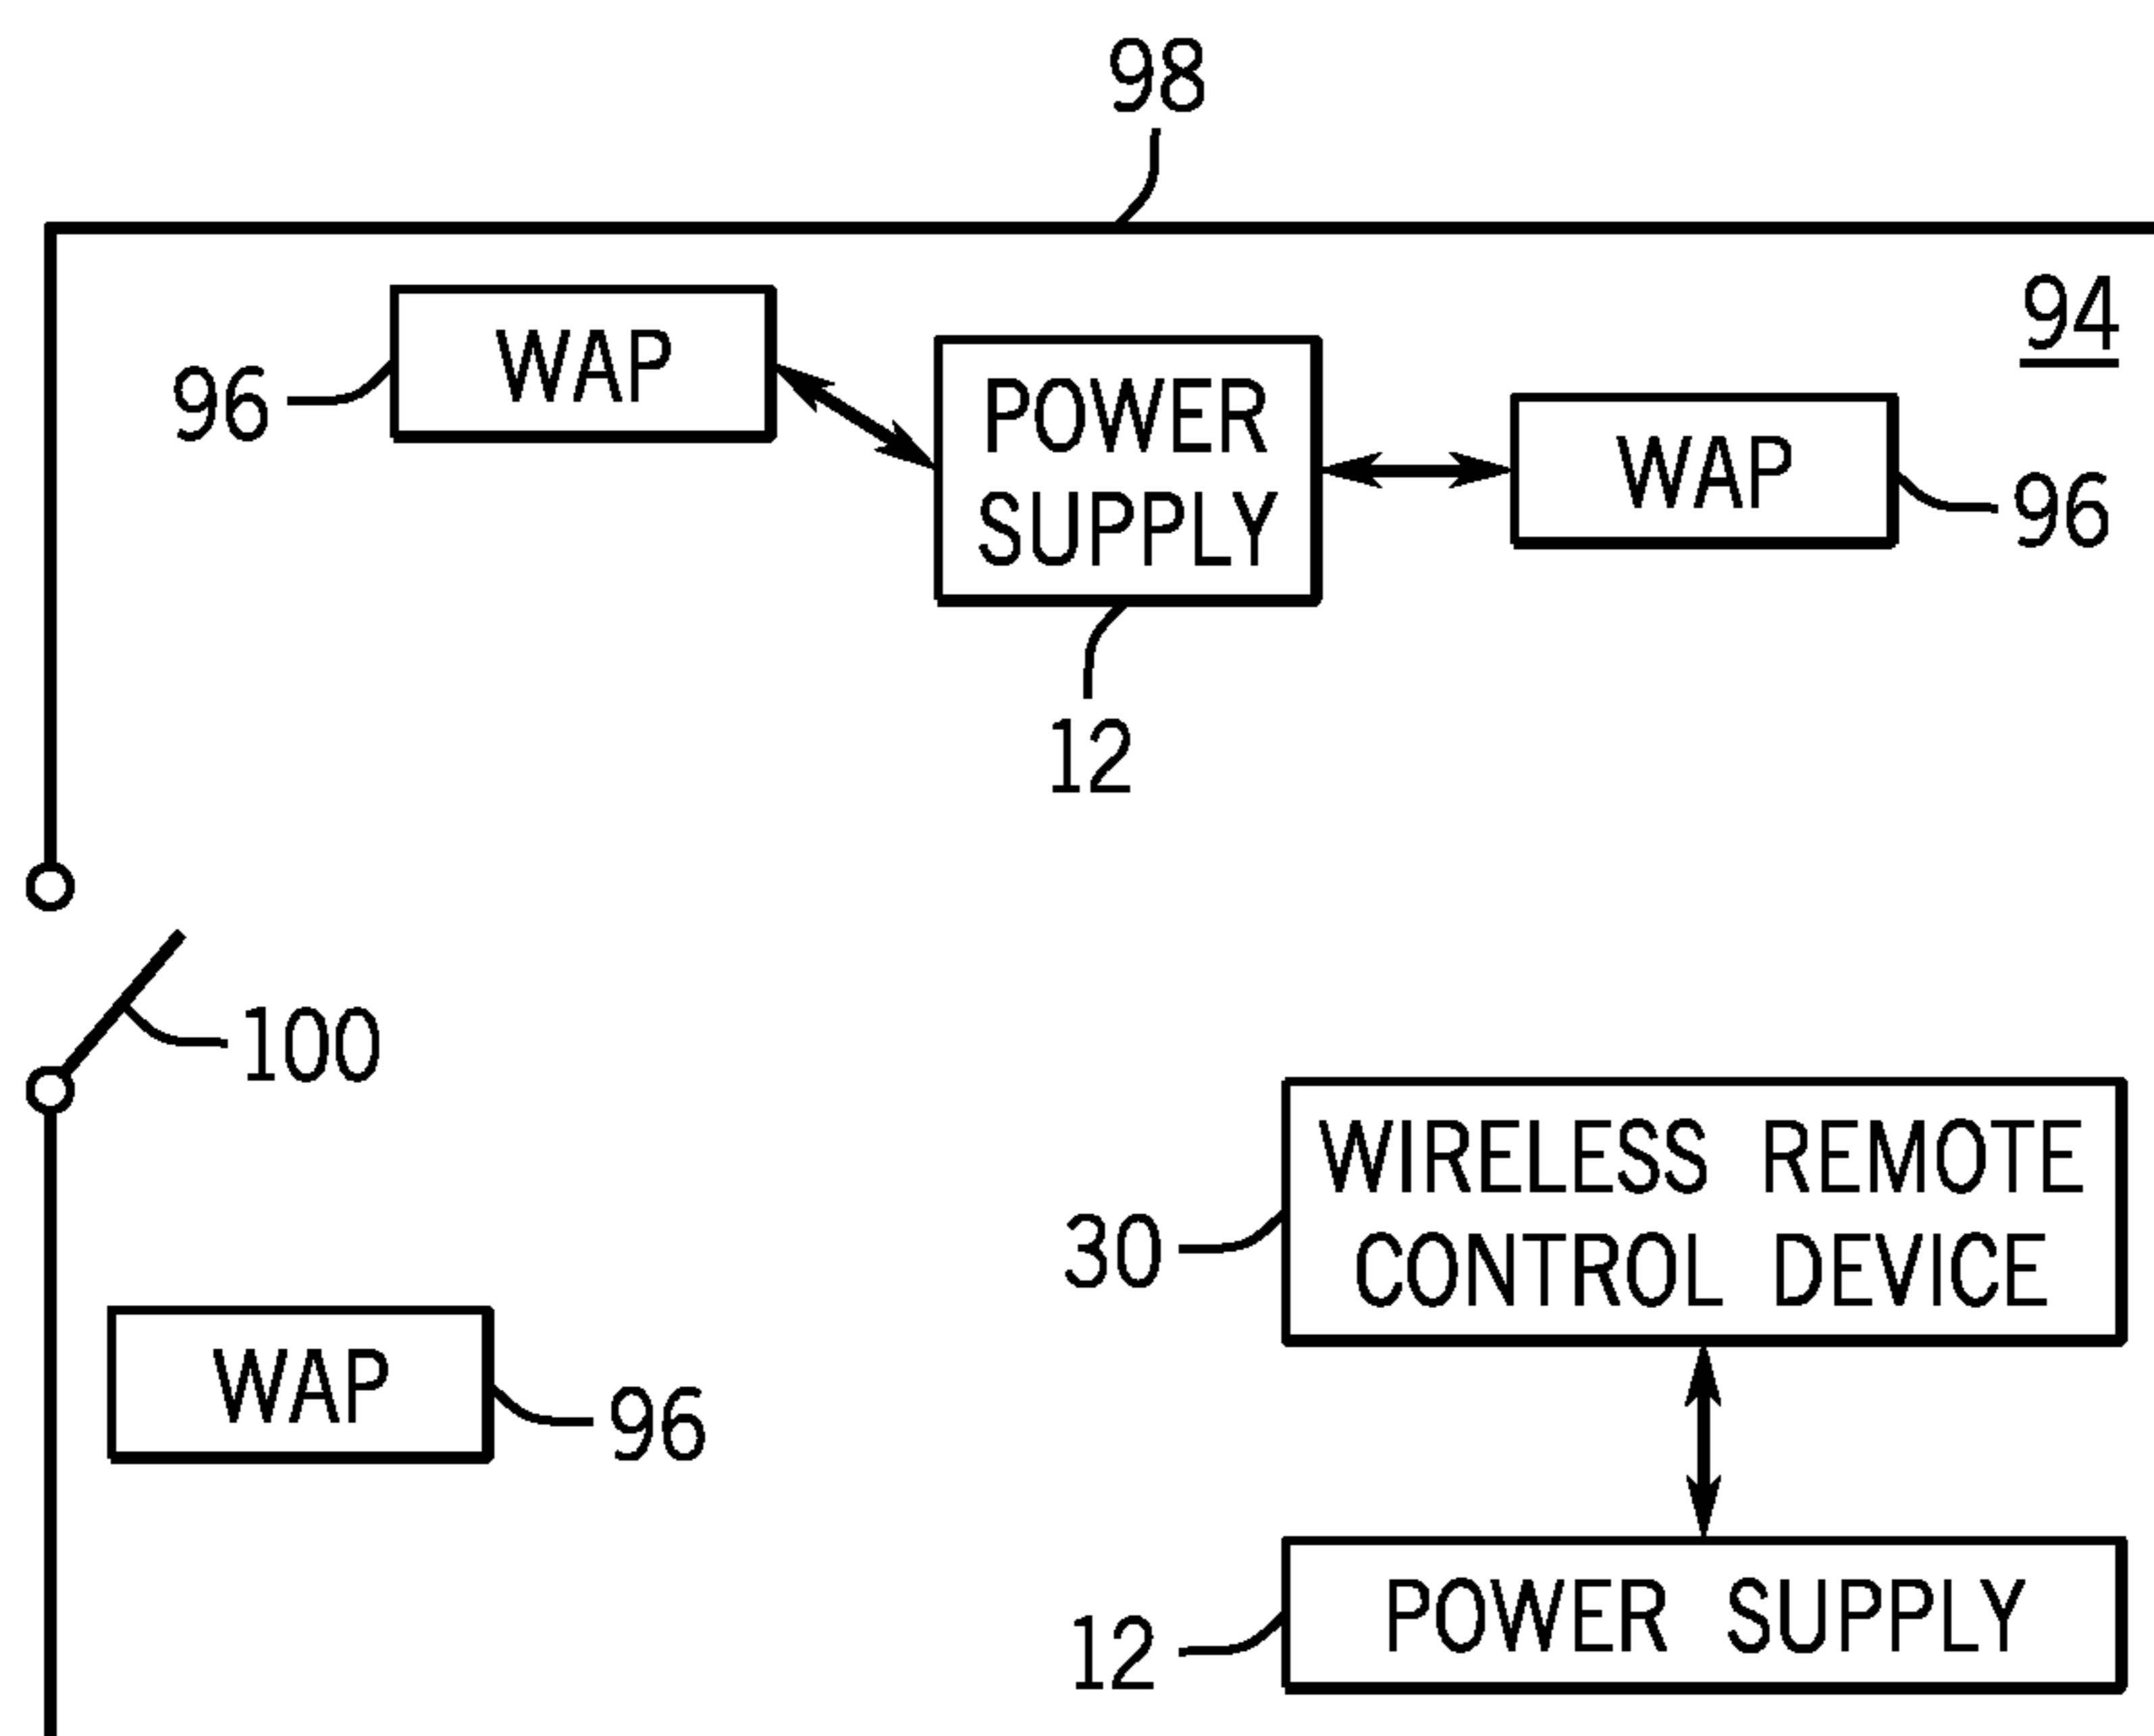 98
94
96
WAP
POWER
SUPPLY
WAP
96
12
100
WIRELESS REMOTE
CONTROL DEVICE
30
WAP
96
POWER SUPPLY
12